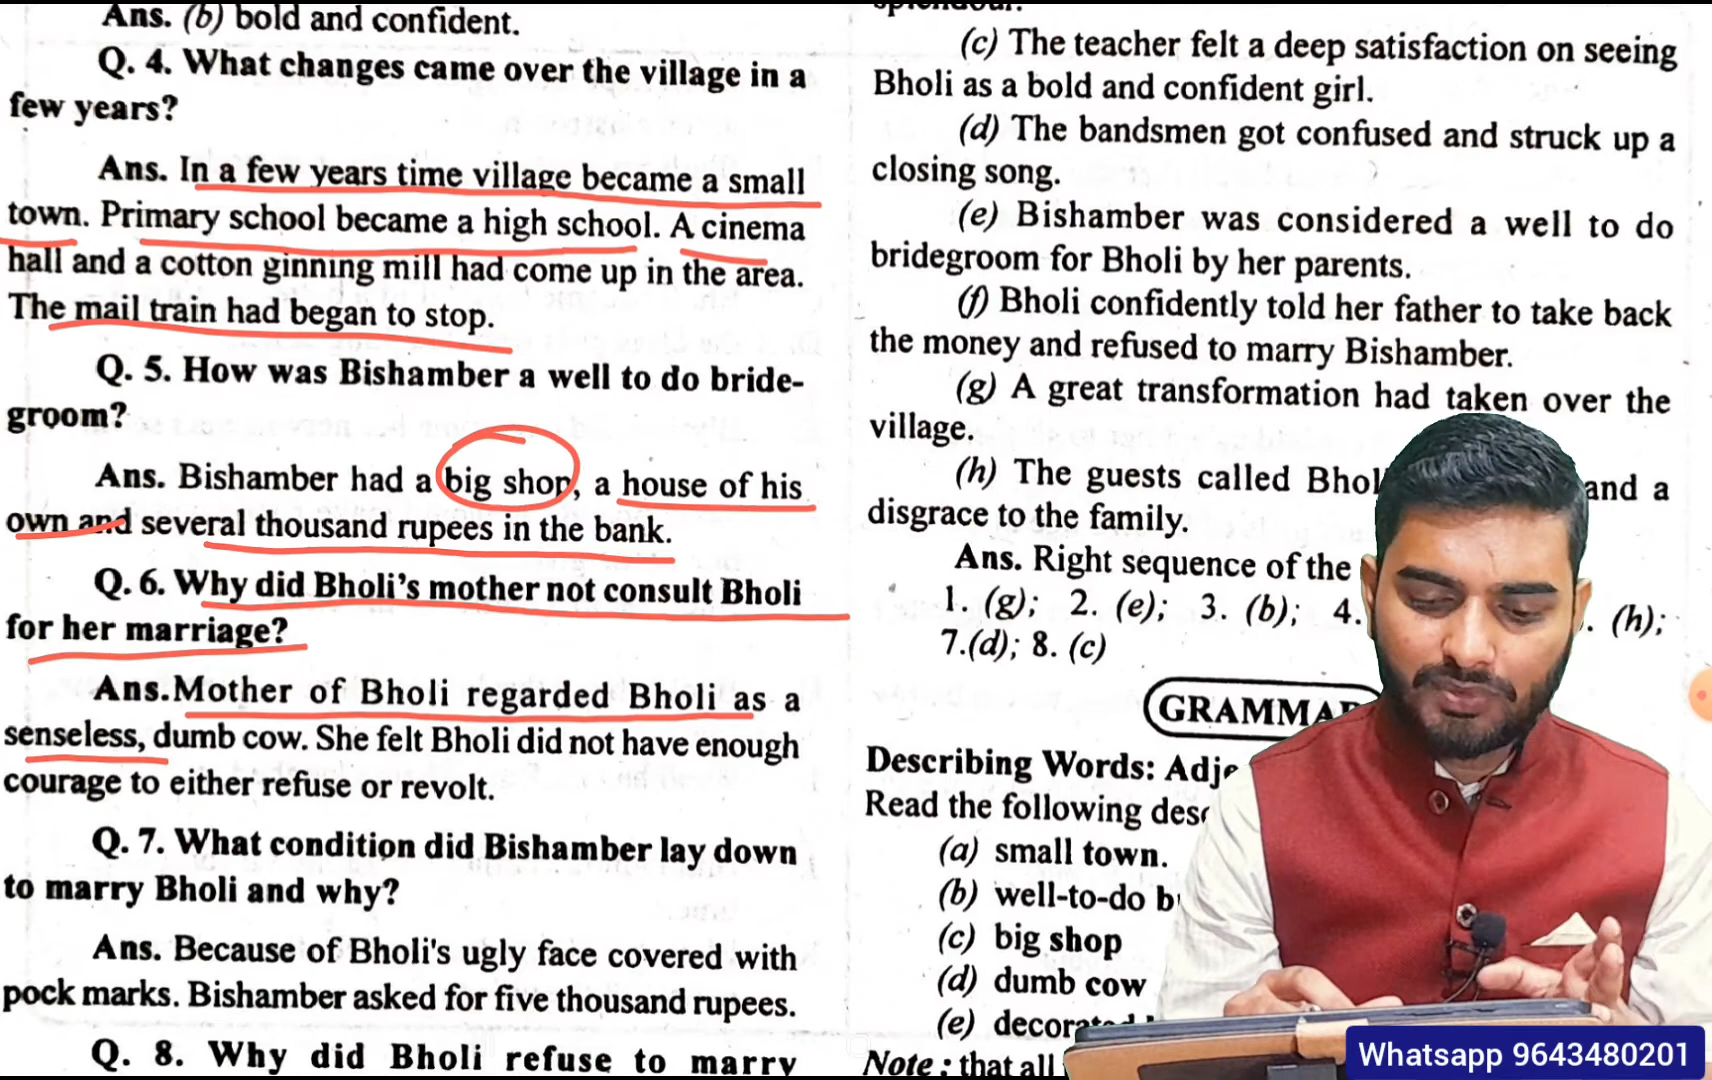 Ans. (b) bold and confident.
Q. 4. What changes came over the village in a
few years?
Ans. In a few years time village became a small
town. Primary school became a high school. A cinema
hall and a cotton ginning mill had come up in the area.
The mail train had began to stop.
Q. 5. How was Bishamber a well to do bride-
groom?
Ans. Bishamber had a big shop, a house of his
own and several thousand rupees in the bank.
Q. 6. Why did Bholi's mother not consult Bholi
for her marriage?
Ans.Mother of Bholi regarded Bholi as a
senseless, dumb cow. She felt Bholi did not have enough
courage to either refuse or revolt.
Q. 7. What condition did Bishamber lay down
to marry Bholi and why?
Ans. Because of Bholi's ugly face covered with
pock marks. Bishamber asked for five thousand rupees.
Q. 8. Why did Bholi refuse to marry
splendour.
(c) The teacher felt a deep satisfaction on seeing
Bholi as a bold and confident girl.
(d) The bandsmen got confused and struck up a
closing song.
(e) Bishamber was considered a well to do
bridegroom for Bholi by her parents.
(f) Bholi confidently told her father to take back
the money and refused to marry Bishamber.
(g) A great transformation had taken over the
village.
(h) The guests called and a
disgrace to the family.
Ans. Right sequence of the
1. (g); 2. (e); 3. (b); 4. (h);
7.(d); 8. (c)
GRAMMAR
Describing Words:
Read the following
(a) small town.
(b) well-to-do
(c) big shop
(d) dumb cow
(e)
Note : that all
Whatsapp 9643480201